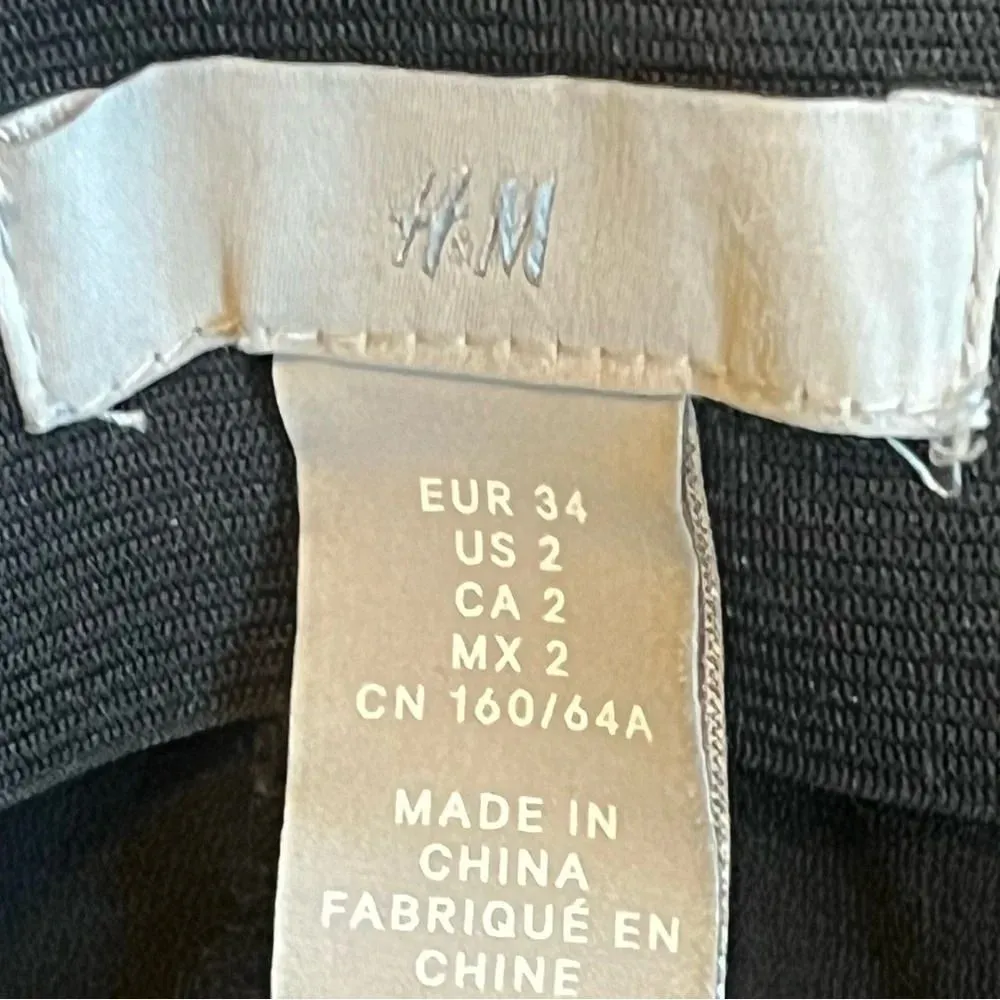 H&M
EUR 34
US 2
CA 2
MX 2
CN 160/64A
MADE IN
CHINA
FABRIQUÉ EN
CHINE